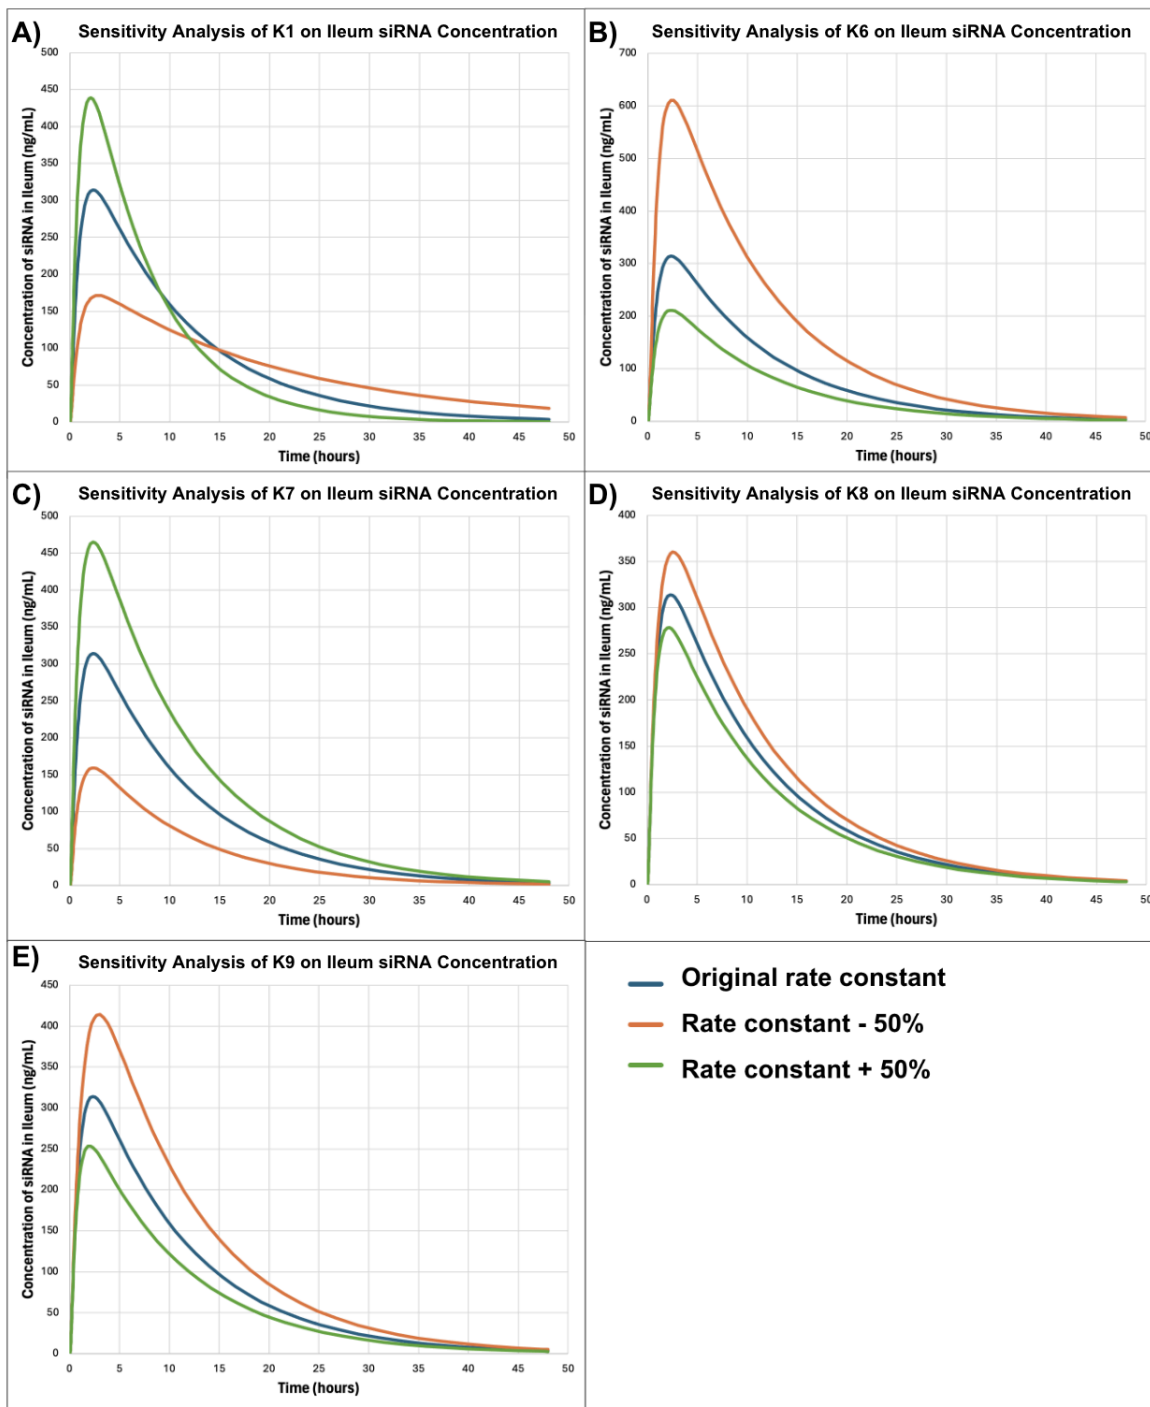 A) Sensitivity Analysis of K1 on Ileum siRNA Concentration
Concentration of siRNA in Ileum (ng/mL)
500
450
400
350
300
250
200
150
100
50
0
0 5 10 15 20 25 30 35 40 45 50
Time (hours)
B) Sensitivity Analysis of K6 on Ileum siRNA Concentration
Concentration of siRNA in Ileum (ng/mL)
700
600
500
400
300
200
100
0
0 5 10 15 20 25 30 35 40 45 50
Time (hours)
C) Sensitivity Analysis of K7 on Ileum siRNA Concentration
Concentration of siRNA in Ileum (ng/mL)
500
450
400
350
300
250
200
150
100
50
0
0 5 10 15 20 25 30 35 40 45 50
Time (hours)
D) Sensitivity Analysis of K8 on Ileum siRNA Concentration
Concentration of siRNA in Ileum (ng/mL)
400
350
300
250
200
150
100
50
0
0 5 10 15 20 25 30 35 40 45 50
Time (hours)
E) Sensitivity Analysis of K9 on Ileum siRNA Concentration
Concentration of siRNA in Ileum (ng/mL)
450
400
350
300
250
200
150
100
50
0
0 5 10 15 20 25 30 35 40 45 50
Time (hours)
Original rate constant
Rate constant - 50%
Rate constant + 50%